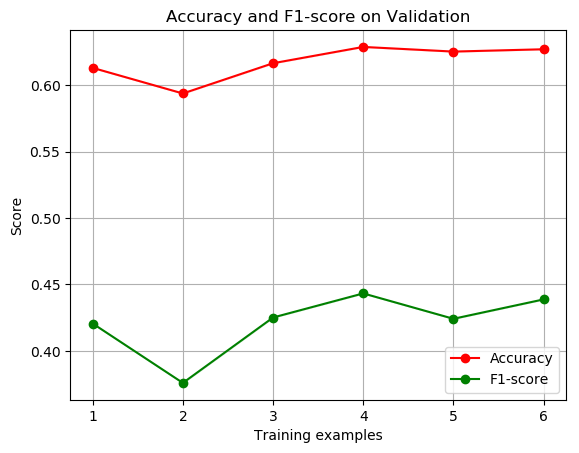 Accuracy and F1-score on Validation
Score
0.60
0.55
0.50
0.45
0.40
1 2 3 4 5 6
Training examples
Accuracy
F1-score